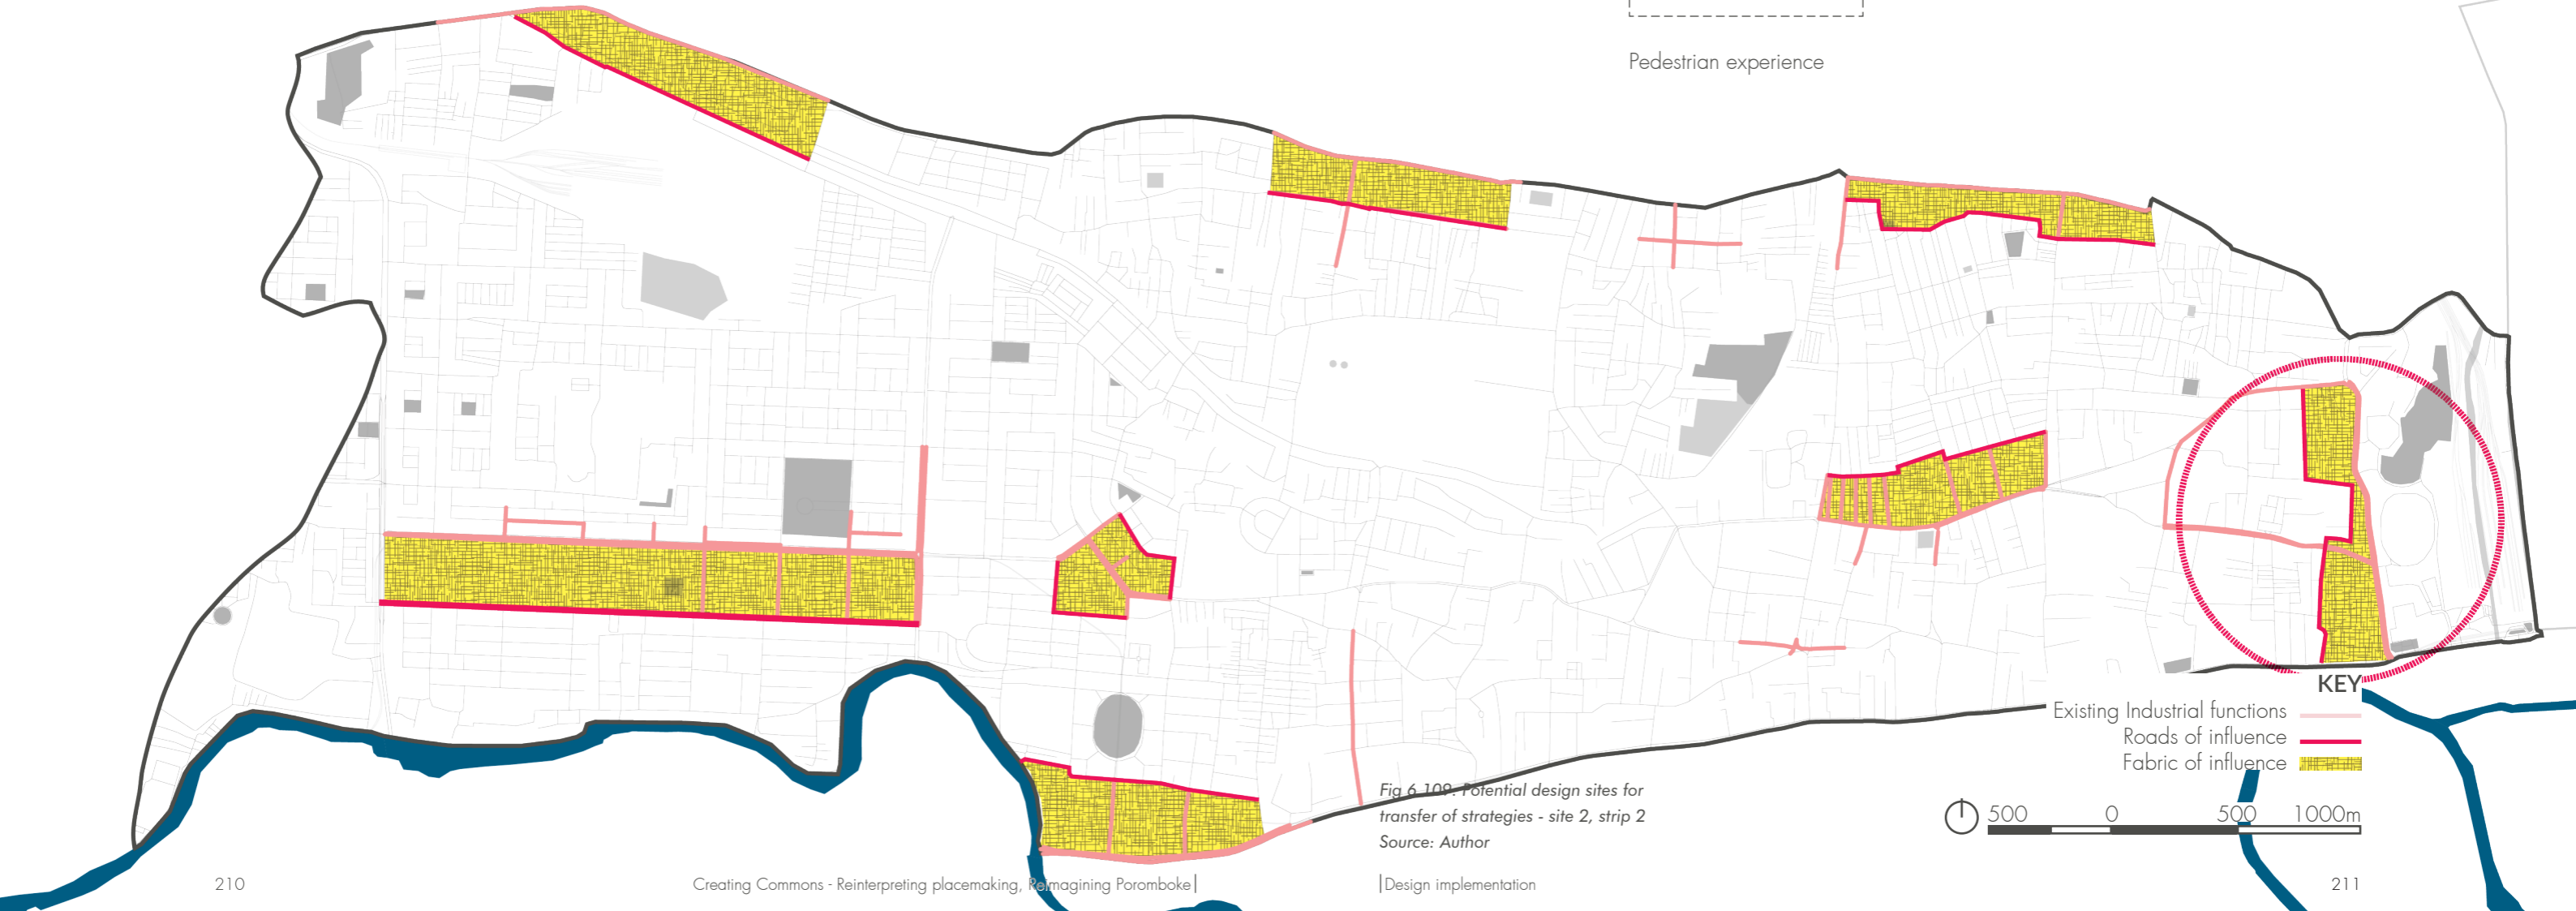 Pedestrian experience
KEY
Existing Industrial functions
Roads of influence
Fabric of influence
500 0 500 1000m
Fig 6.109: Potential design sites for
transfer of strategies - site 2, strip 2
Source: Author
210
Creating Commons - Reinterpreting placemaking, Reimagining Poromboke|
|Design implementation
211